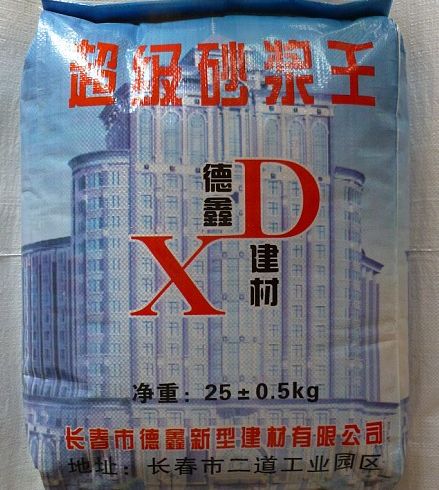 超级砂浆王
德鑫
XD
建材
净重：25±0.5kg
长春市德鑫新型建材有限公司
地址：长春市二道工业园区